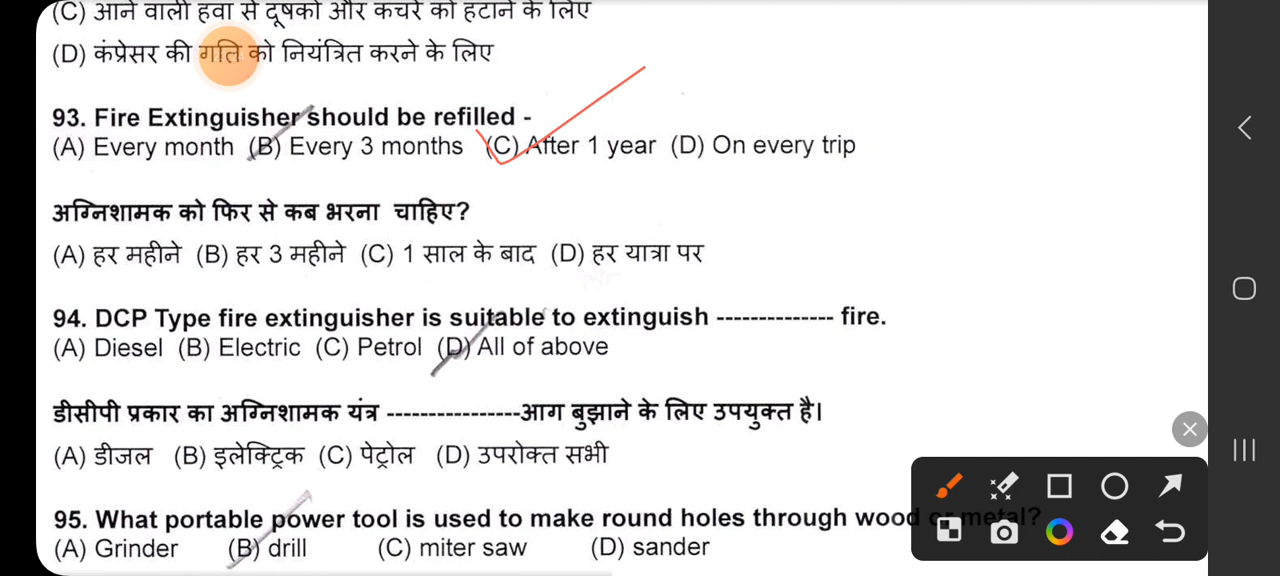 (C) आने वाली हवा से दूषकों और कचरे को हटाने के लिए
(D) कंप्रेसर की गति को नियंत्रित करने के लिए
93. Fire Extinguisher should be refilled -
(A) Every month (B) Every 3 months (C) After 1 year (D) On every trip
अग्निशामक को फिर से कब भरना चाहिए?
(A) हर महीने (B) हर 3 महीने (C) 1 साल के बाद (D) हर यात्रा पर
94. DCP Type fire extinguisher is suitable to extinguish -------------- fire.
(A) Diesel (B) Electric (C) Petrol (D) All of above
डीसीपी प्रकार का अग्निशामक यंत्र ----------------आग बुझाने के लिए उपयुक्त है।
(A) डीजल (B) इलेक्ट्रिक (C) पेट्रोल (D) उपरोक्त सभी
95. What portable power tool is used to make round holes through wood or metal?
(A) Grinder (B) drill (C) miter saw (D) sander